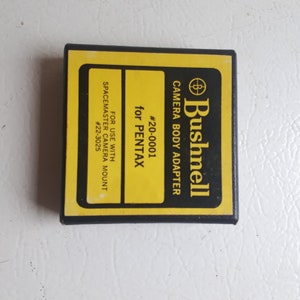 Bushnell
CAMERA BODY ADAPTER
#20-0001
for PENTAX
FOR USE WITH
SPACEMASTER CAMERA MOUNT
#22-3025